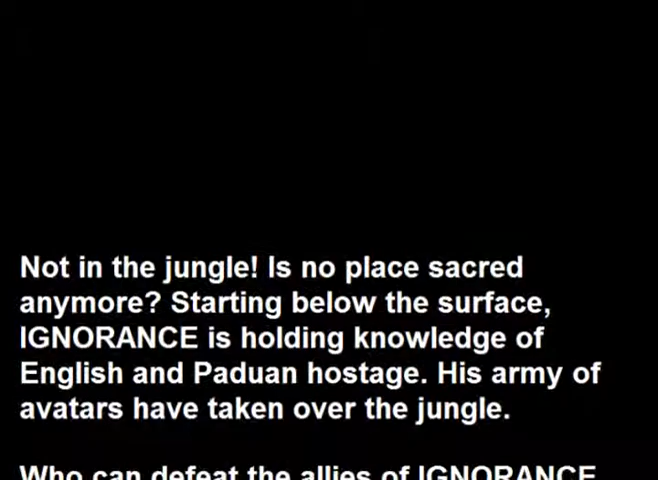 Not in the jungle! Is no place sacred
anymore? Starting below the surface,
IGNORANCE is holding knowledge of
English and Paduan hostage. His army of
avatars have taken over the jungle.
Who can defeat the allies of IGNORANCE